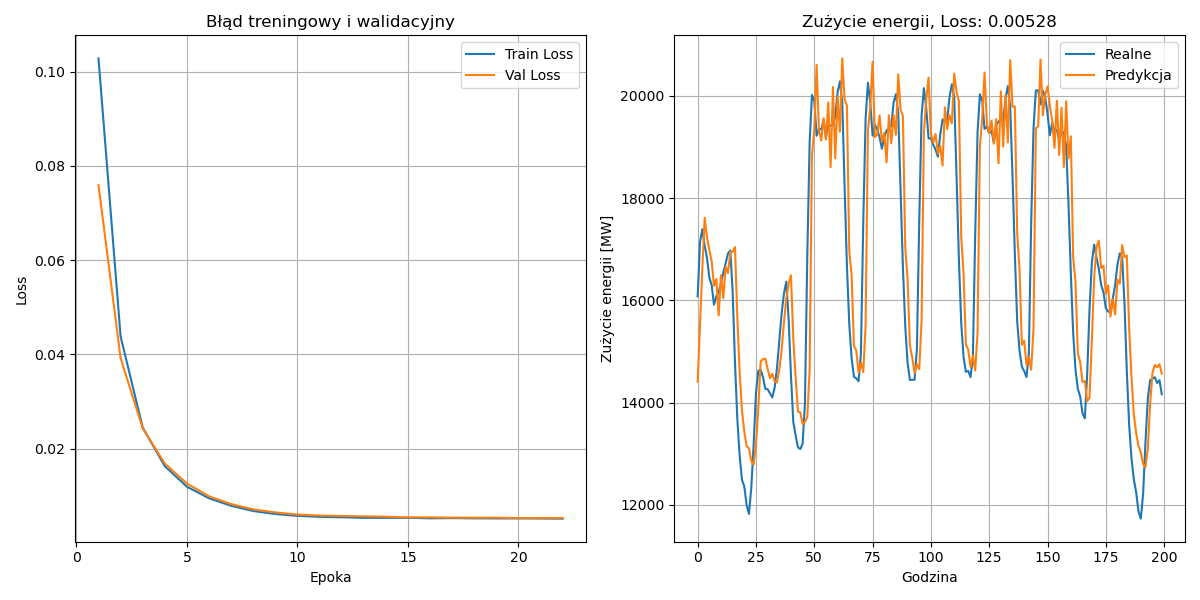 Błąd treningowy i walidacyjny
Train Loss
Val Loss
0.10
0.08
0.06
0.04
0.02
Loss
0
5
10
15
20
Epoka
Zużycie energii, Loss: 0.00528
Realne
Predykcja
20000
18000
16000
14000
12000
Zużycie energii [MW]
0
25
50
75
100
125
150
175
200
Godzina